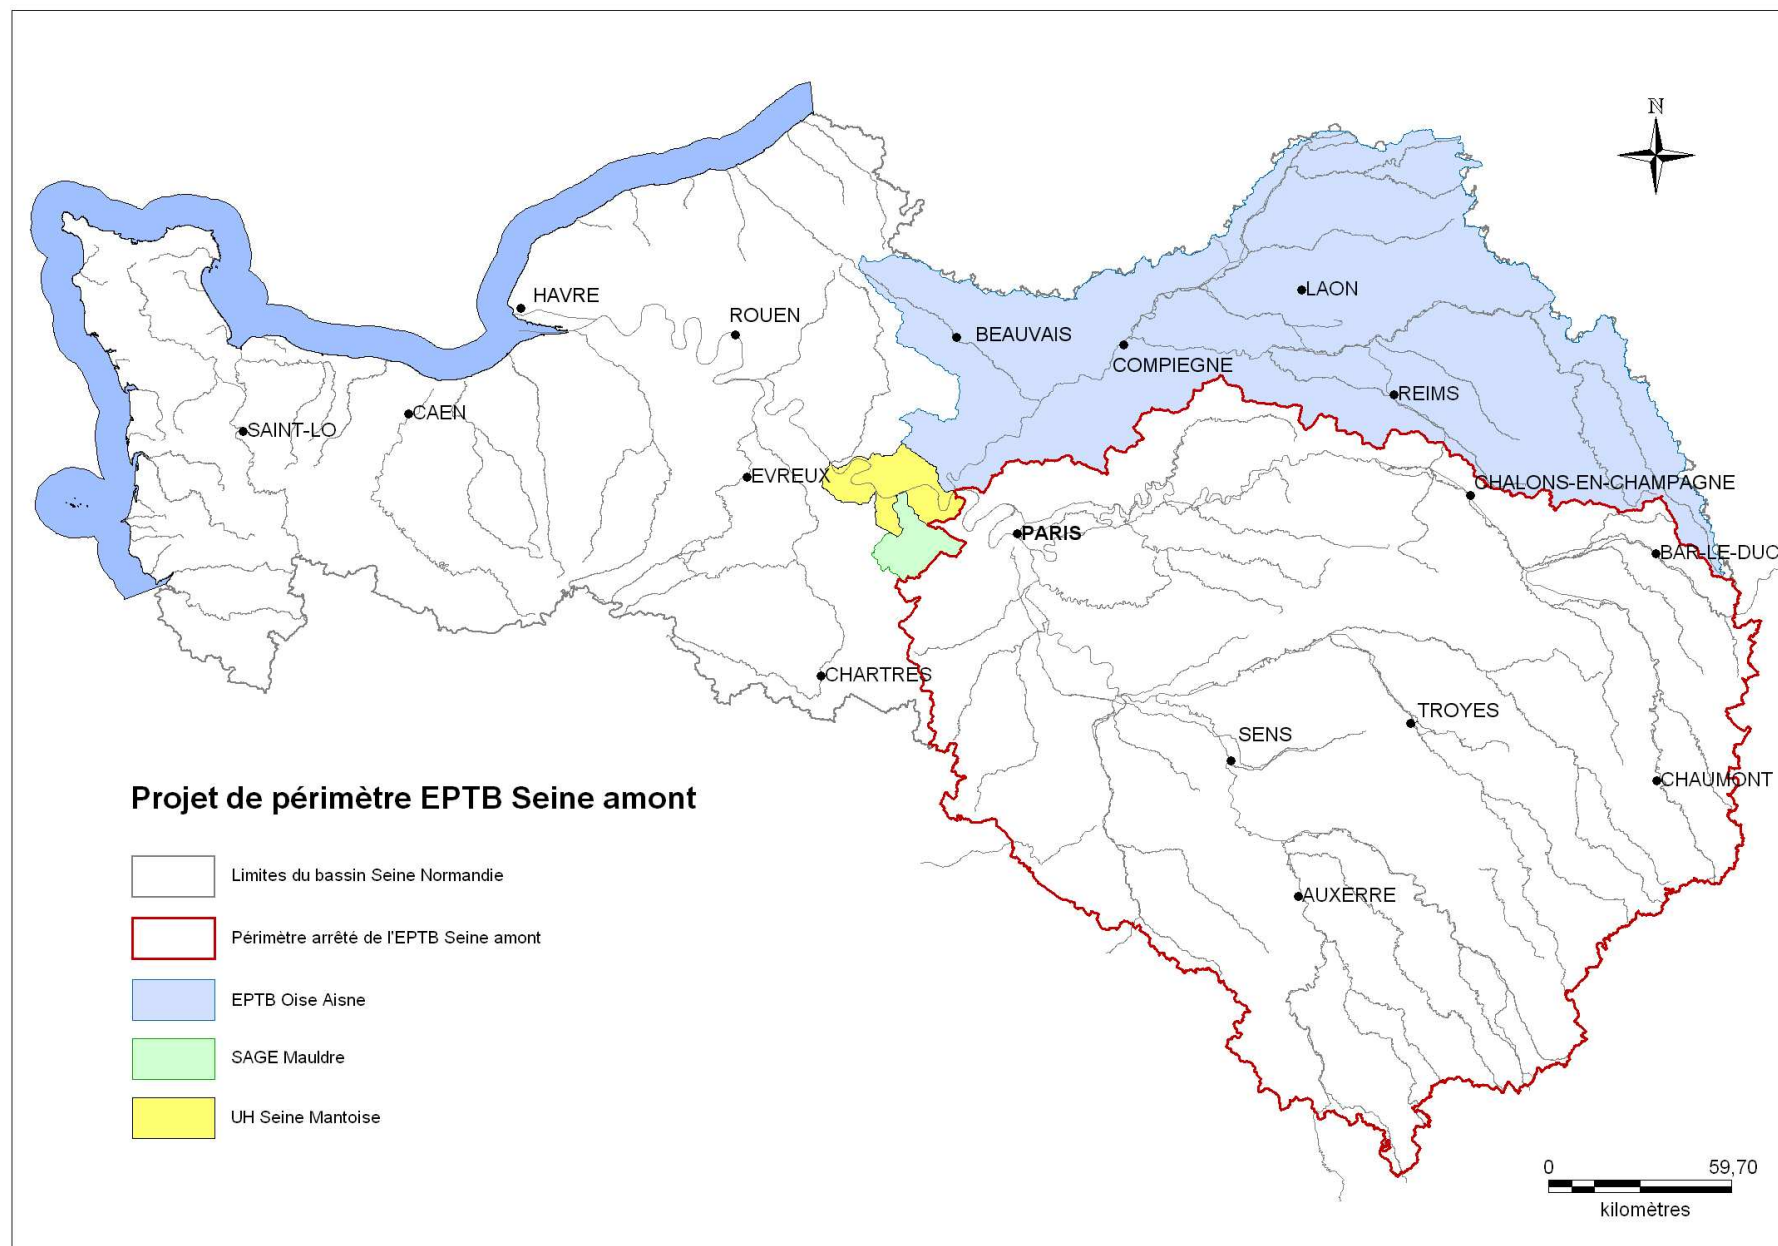 N
HAVRE
ROUEN
BEAUVAIS
COMPIEGNE
LAON
REIMS
SAINT-LO
CAEN
EVREUX
PARIS
CHALONS-EN-CHAMPAGNE
BAR-LE-DUC
CHARTRES
SENS
TROYES
CHAUMONT
AUXERRE
Projet de périmètre EPTB Seine amont
Limites du bassin Seine Normandie
Périmètre arrêté de l'EPTB Seine amont
EPTB Oise Aisne
SAGE Mauldre
UH Seine Mantoise
0 59,70
kilomètres